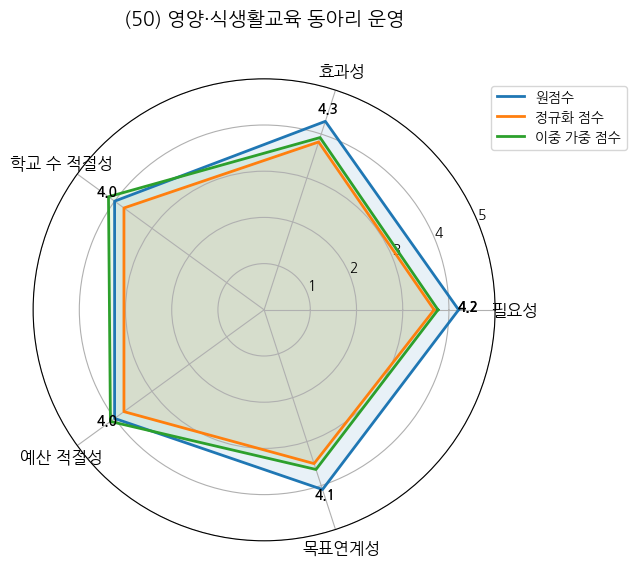 (50) 영양·식생활교육 동아리 운영
효과성
4.3
원점수
정규화 점수
이중 가중 점수
학교 수 적절성
4.0
5
4
3
2
1
4.2
필요성
4.0
예산 적절성
4.1
목표연계성